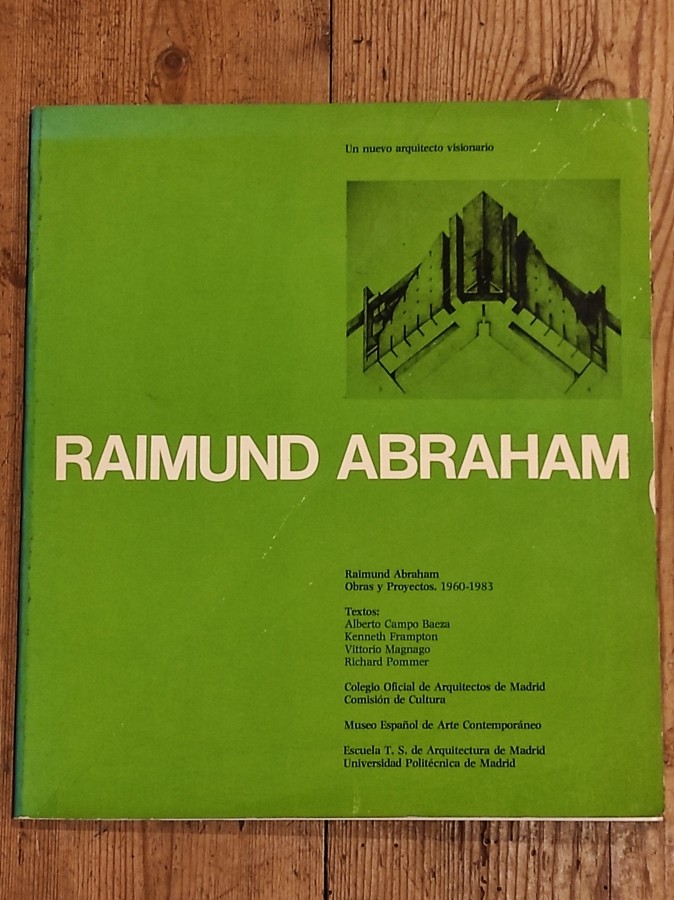 Un nuevo arquitecto visionario
RAIMUND ABRAHAM
Raimund Abraham
Obras y Proyectos. 1960-1983
Textos:
Alberto Campo Baeza
Kenneth Frampton
Vittorio Magnago
Richard Pommer
Colegio Oficial de Arquitectos de Madrid
Comisión de Cultura
Museo Español de Arte Contemporáneo
Escuela T. S. de Arquitectura de Madrid
Universidad Politécnica de Madrid